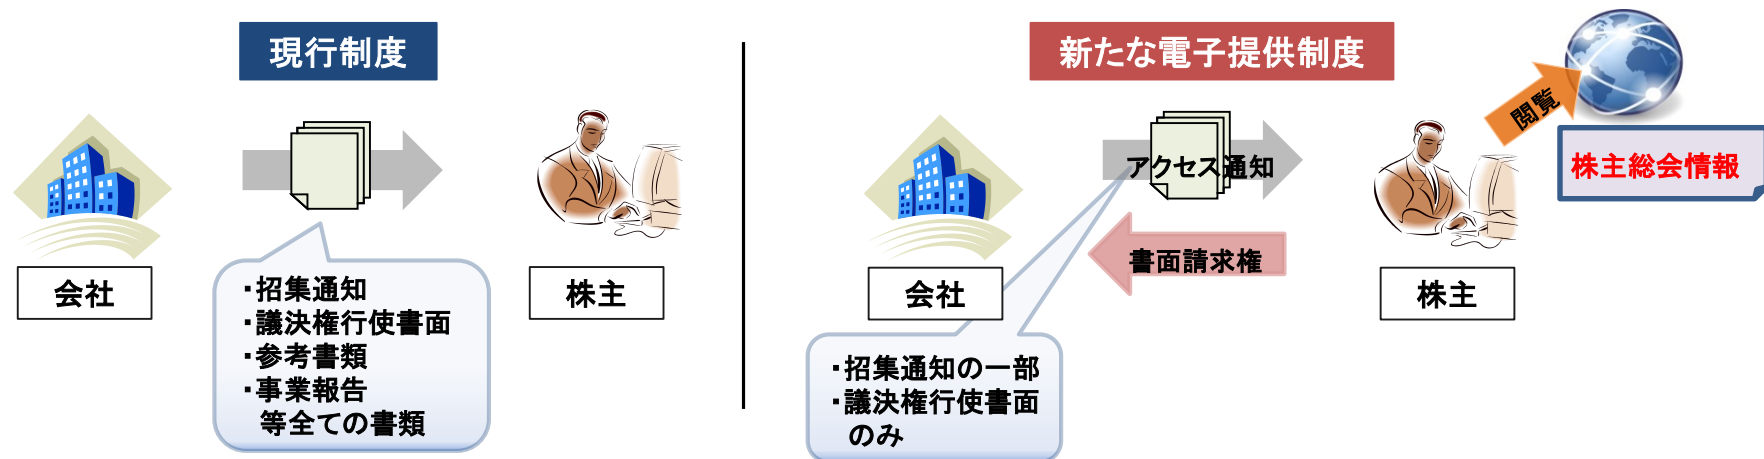 現行制度
会社
・招集通知
・議決権行使書面
・参考書類
・事業報告
等全ての書類
株主
新たな電子提供制度
アクセス通知
書面請求権
会社
・招集通知の一部
・議決権行使書面
のみ
株主
閲覧
株主総会情報